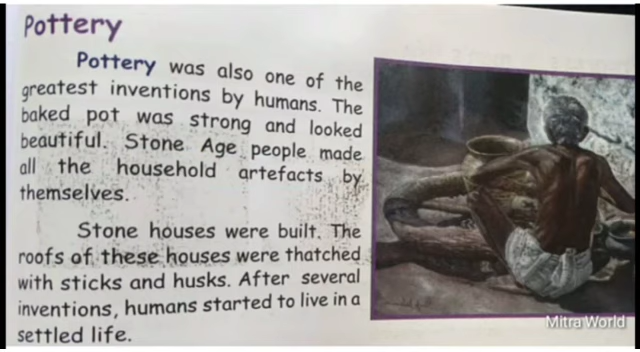 Pottery
Pottery was also one of the
greatest inventions by humans. The
baked pot was strong and looked
beautiful. Stone Age people made
all the household artefacts by
themselves.
Stone houses were built. The
roofs of these houses were thatched
with sticks and husks. After several
inventions, humans started to live in a
settled life.
Mitra World